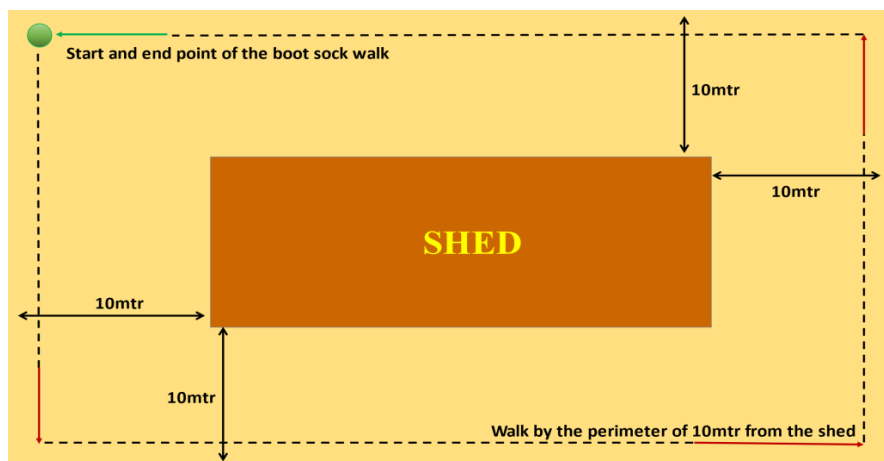 Start and end point of the boot sock walk
10mtr
10mtr
SHED
10mtr
10mtr
Walk by the perimeter of 10mtr from the shed